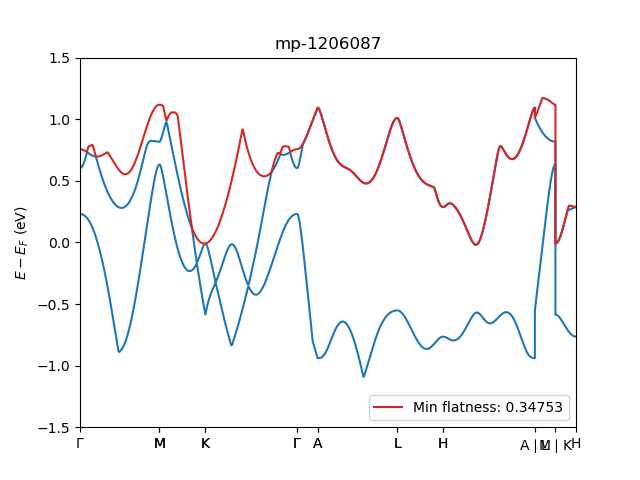 mp-1206087
E − E_F (eV)
1.5
1.0
0.5
0.0
−0.5
−1.0
−1.5
Min flatness: 0.34753
Γ M K Γ A L H A | L M | K H